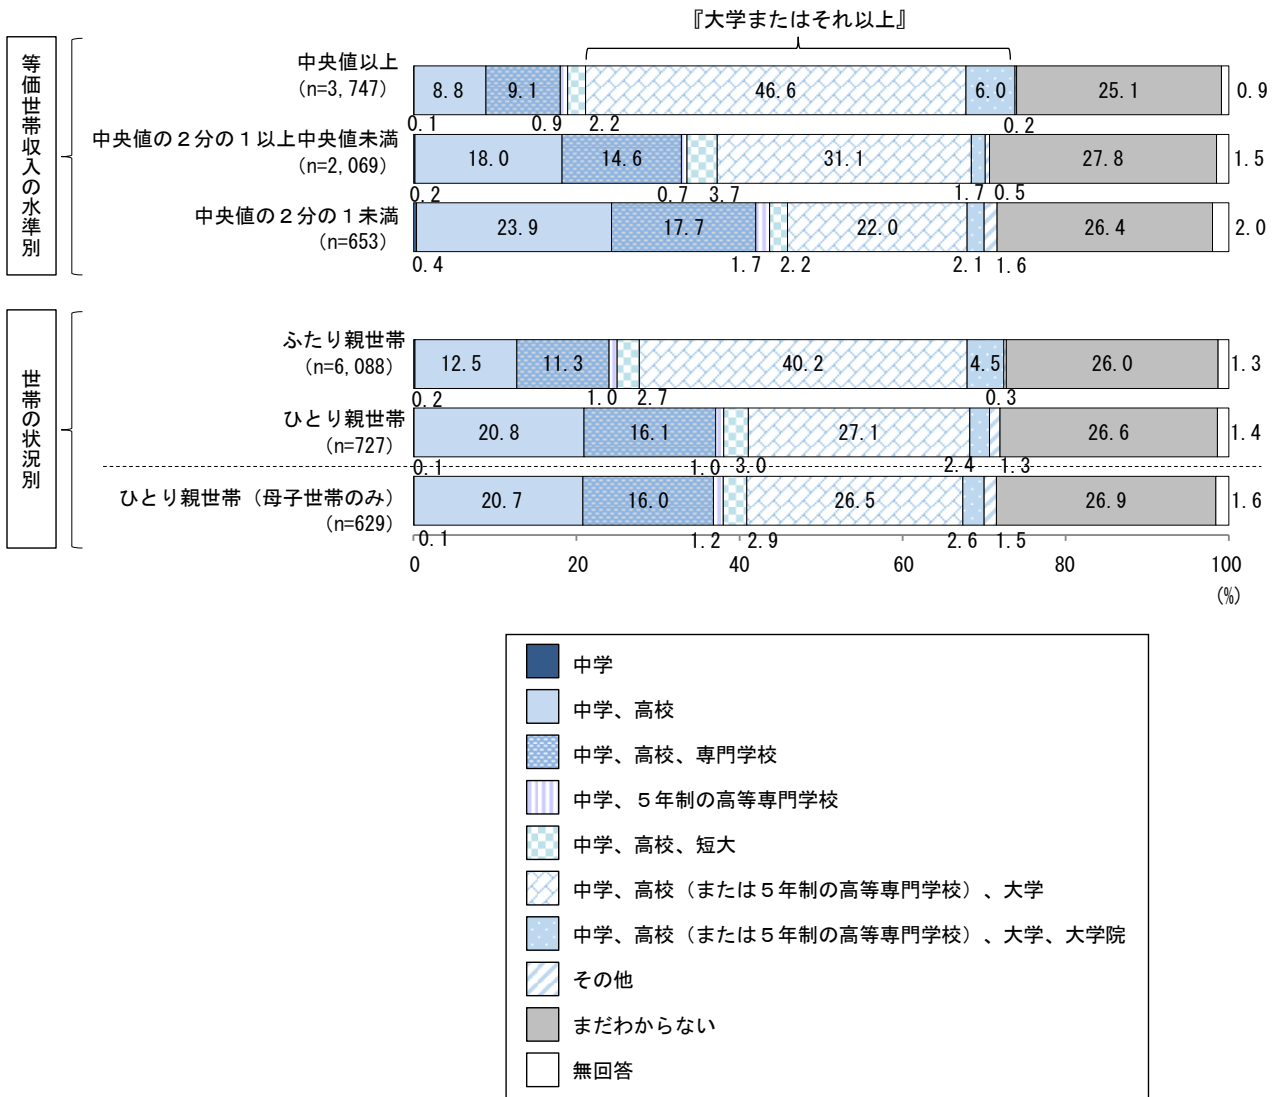 『大学またはそれ以上』
等価世帯収入の水準別
中央値以上
(n=3,747)
8.8 9.1 46.6 6.0 25.1 0.9
0.1 0.9 2.2 0.2
中央値の２分の１以上中央値未満
(n=2,069)
18.0 14.6 31.1 27.8 1.5
0.2 0.7 3.7 1.7 0.5
中央値の２分の１未満
(n=653)
23.9 17.7 22.0 26.4 2.0
0.4 1.7 2.2 2.1 1.6
世帯の状況別
ふたり親世帯
(n=6,088)
12.5 11.3 40.2 4.5 26.0 1.3
0.2 1.0 2.7 0.3
ひとり親世帯
(n=727)
20.8 16.1 27.1 26.6 1.4
0.1 1.0 3.0 2.4 1.3
ひとり親世帯（母子世帯のみ）
(n=629)
20.7 16.0 26.5 26.9 1.6
0.1 1.2 2.9 2.6 1.5
0 20 40 60 80 100
(%)
中学
中学、高校
中学、高校、専門学校
中学、５年制の高等専門学校
中学、高校、短大
中学、高校（または５年制の高等専門学校）、大学
中学、高校（または５年制の高等専門学校）、大学、大学院
その他
まだわからない
無回答